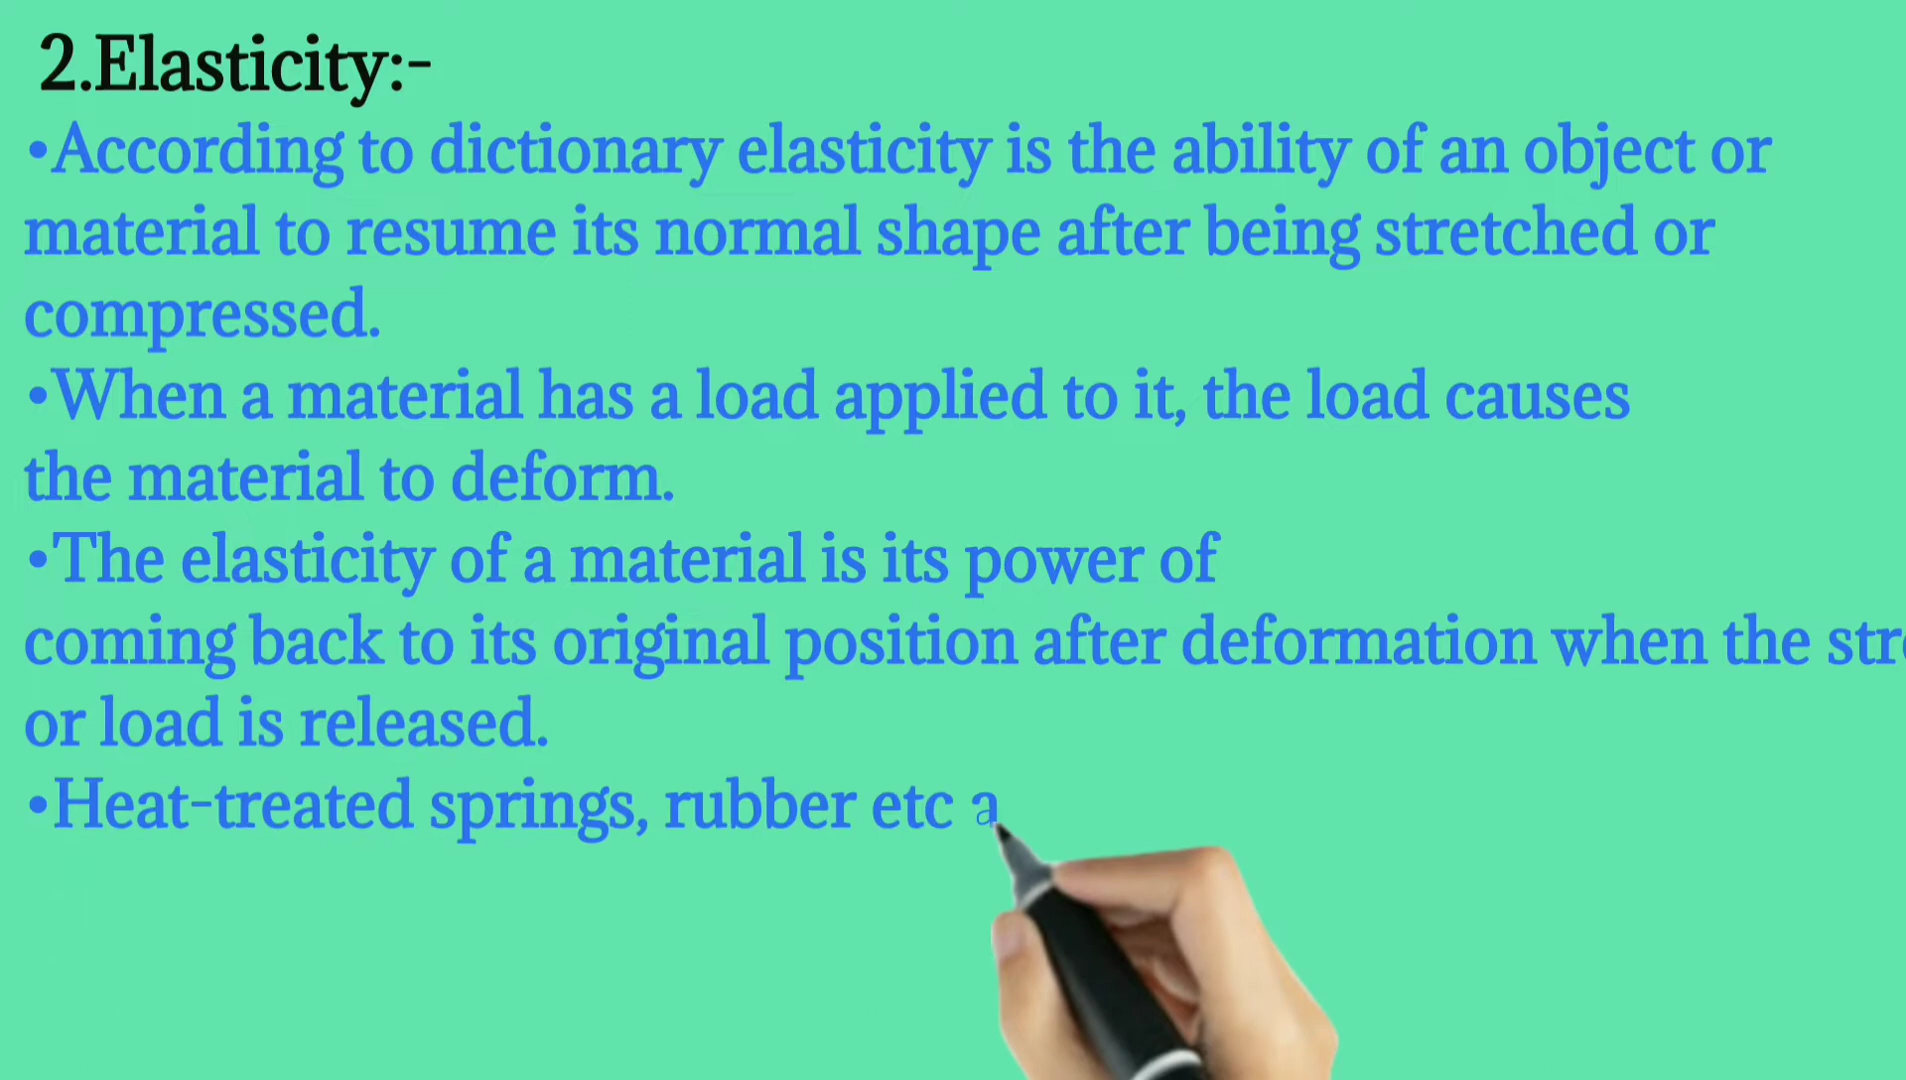 2.Elasticity:-
•According to dictionary elasticity is the ability of an object or
material to resume its normal shape after being stretched or
compressed.
•When a material has a load applied to it, the load causes
the material to deform.
•The elasticity of a material is its power of
coming back to its original position after deformation when the
or load is released.
•Heat-treated springs, rubber etc a